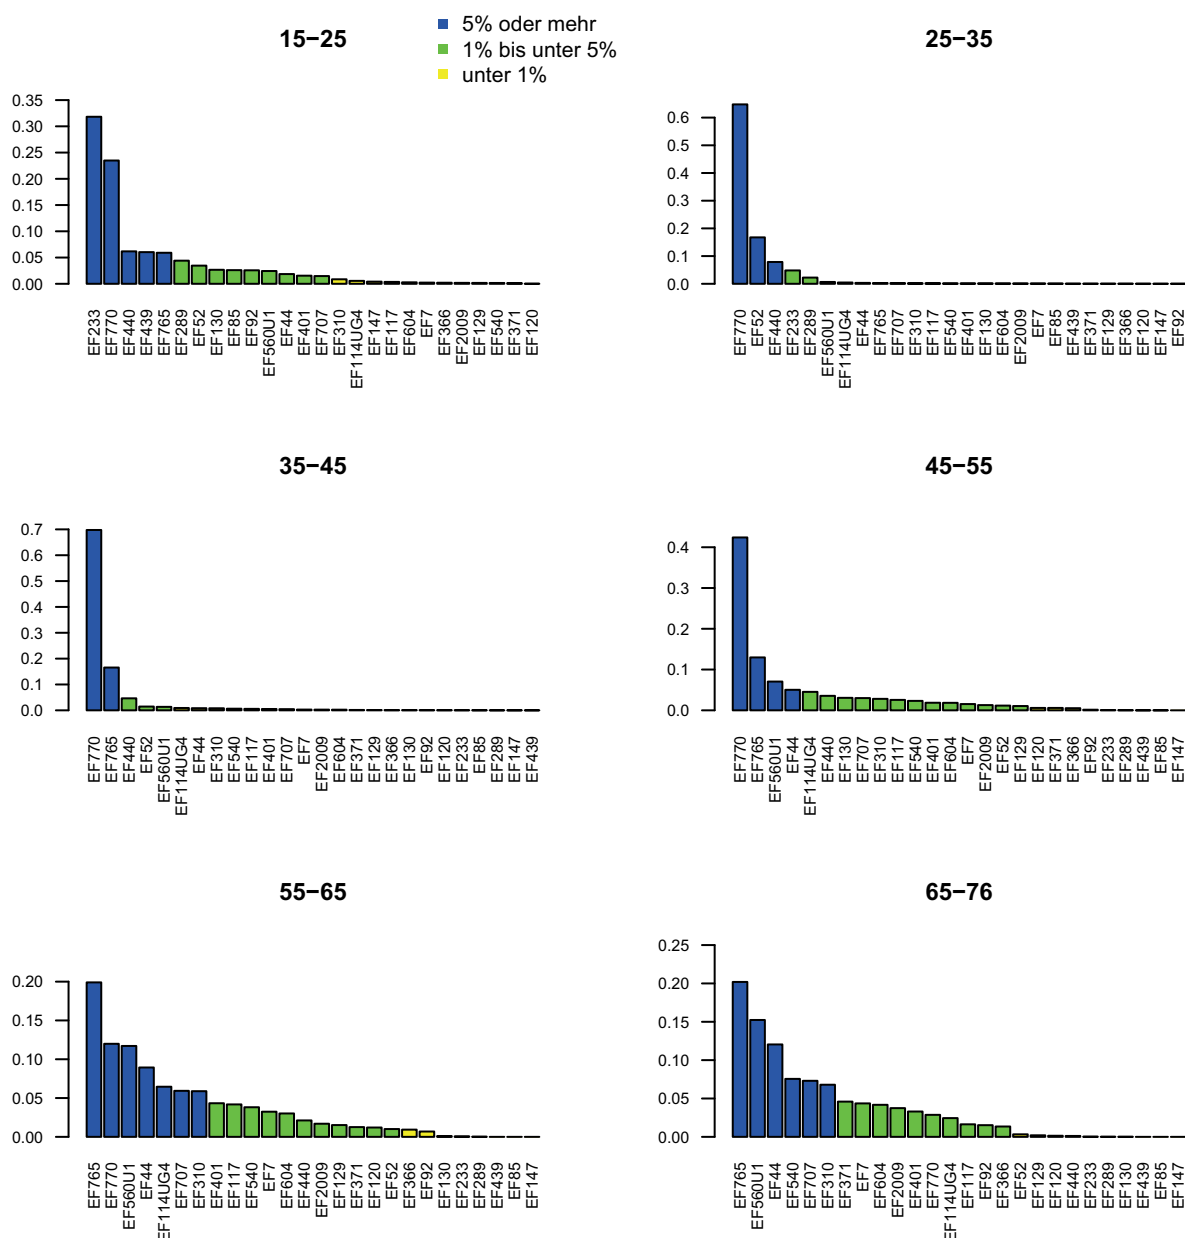 15−25
5% oder mehr
1% bis unter 5%
unter 1%
25−35
0.35
0.30
0.25
0.20
0.15
0.10
0.05
0.00
EF233
EF770
EF440
EF439
EF765
EF289
EF52
EF130
EF85
EF92
EF560U1
EF44
EF401
EF707
EF310
EF114UG4
EF147
EF117
EF604
EF7
EF366
EF2009
EF129
EF540
EF371
EF120
0.6
0.5
0.4
0.3
0.2
0.1
0.0
EF770
EF52
EF440
EF233
EF289
EF560U1
EF114UG4
EF44
EF765
EF707
EF310
EF117
EF540
EF401
EF130
EF604
EF2009
EF7
EF85
EF439
EF371
EF129
EF366
EF120
EF147
EF92
35−45
0.7
0.6
0.5
0.4
0.3
0.2
0.1
0.0
EF770
EF765
EF440
EF52
EF560U1
EF114UG4
EF44
EF310
EF540
EF117
EF401
EF707
EF7
EF2009
EF604
EF371
EF129
EF366
EF130
EF92
EF120
EF233
EF85
EF289
EF147
EF439
45−55
0.4
0.3
0.2
0.1
0.0
EF770
EF765
EF560U1
EF44
EF114UG4
EF440
EF130
EF707
EF310
EF117
EF540
EF401
EF604
EF7
EF2009
EF52
EF129
EF120
EF371
EF366
EF92
EF233
EF289
EF439
EF85
EF147
55−65
0.20
0.15
0.10
0.05
0.00
EF765
EF770
EF560U1
EF44
EF114UG4
EF707
EF310
EF401
EF117
EF540
EF7
EF604
EF440
EF2009
EF129
EF371
EF120
EF52
EF366
EF92
EF130
EF233
EF289
EF439
EF85
EF147
65−76
0.25
0.20
0.15
0.10
0.05
0.00
EF765
EF560U1
EF44
EF540
EF707
EF310
EF371
EF7
EF604
EF2009
EF401
EF770
EF114UG4
EF117
EF92
EF366
EF52
EF129
EF120
EF440
EF233
EF289
EF130
EF439
EF85
EF147